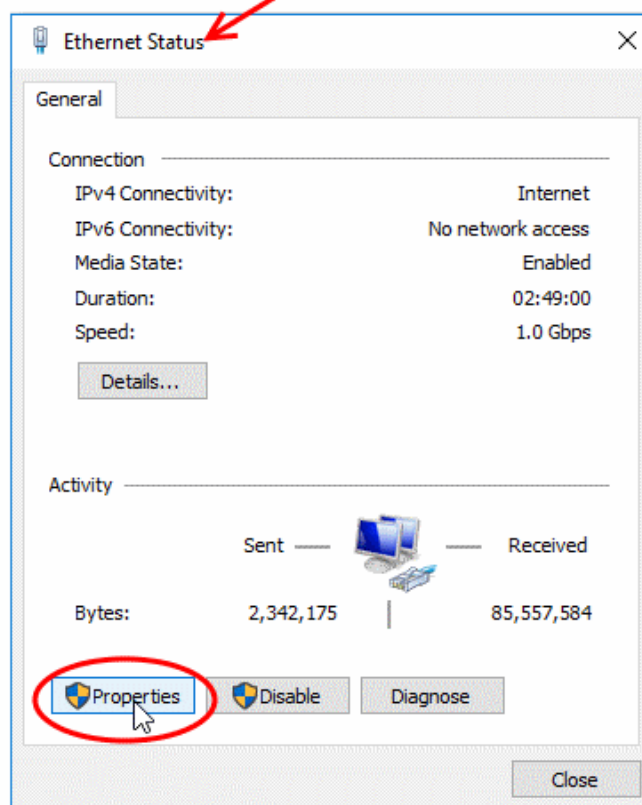 Ethernet Status
General
Connection
IPv4 Connectivity: Internet
IPv6 Connectivity: No network access
Media State: Enabled
Duration: 02:49:00
Speed: 1.0 Gbps
Details...
Activity
Sent Received
Bytes: 2,342,175 85,557,584
Properties Disable Diagnose
Close